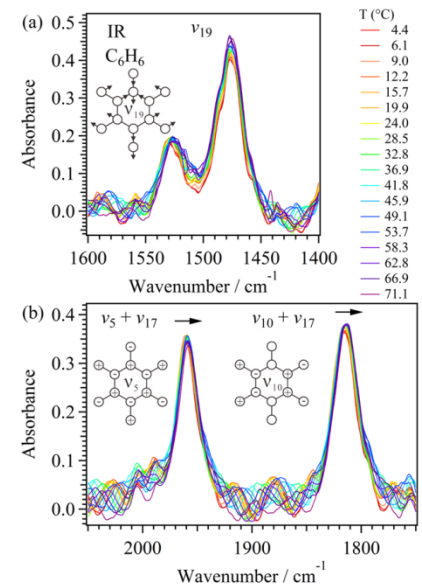 (a)
IR
C₆H₆
ν₁₉
T (°C)
4.4
6.1
9.0
12.2
15.7
19.9
24.0
28.5
32.8
36.9
41.8
45.9
49.1
53.7
58.3
62.8
66.9
71.1
Absorbance
0.5
0.4
0.3
0.2
0.1
0.0
ν₁₉
1600 1550 1500 1450 1400
Wavenumber / cm⁻¹
(b)
ν₅ + ν₁₇
ν₁₀ + ν₁₇
Absorbance
0.4
0.3
0.2
0.1
0.0
ν₅
ν₁₀
2000 1900 1800
Wavenumber / cm⁻¹